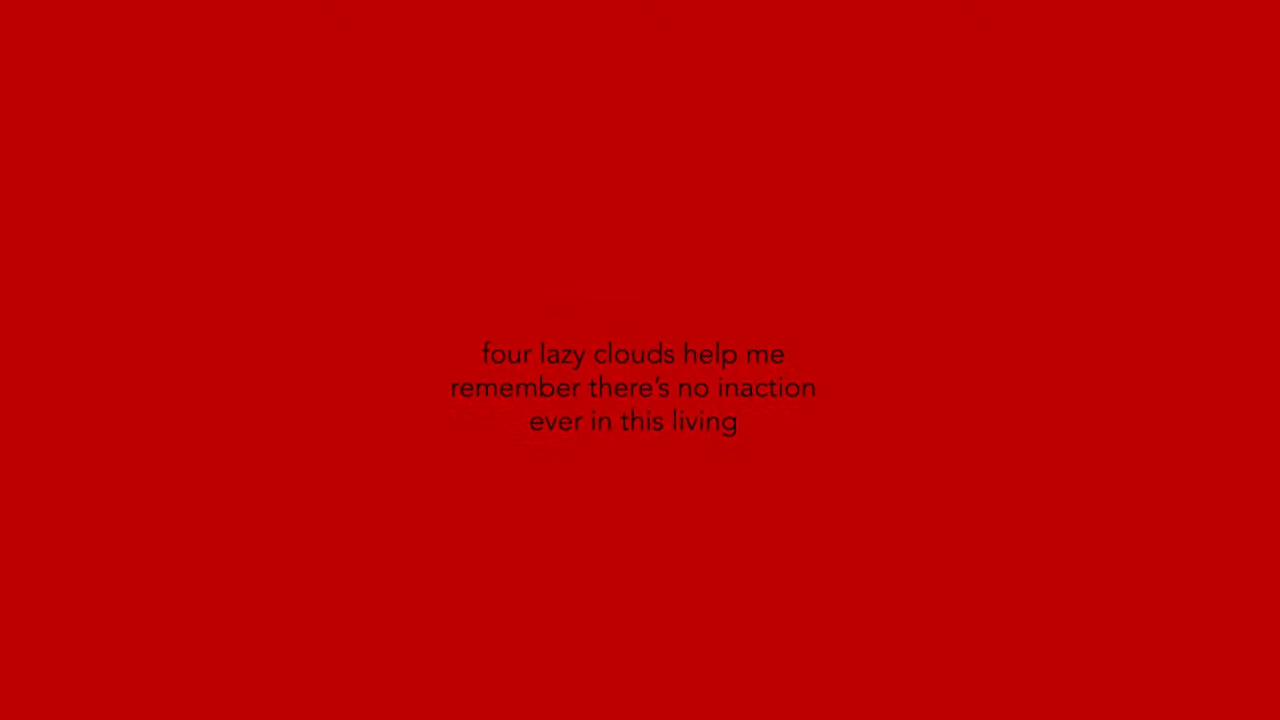 four lazy clouds help me
remember there's no inaction
ever in this living